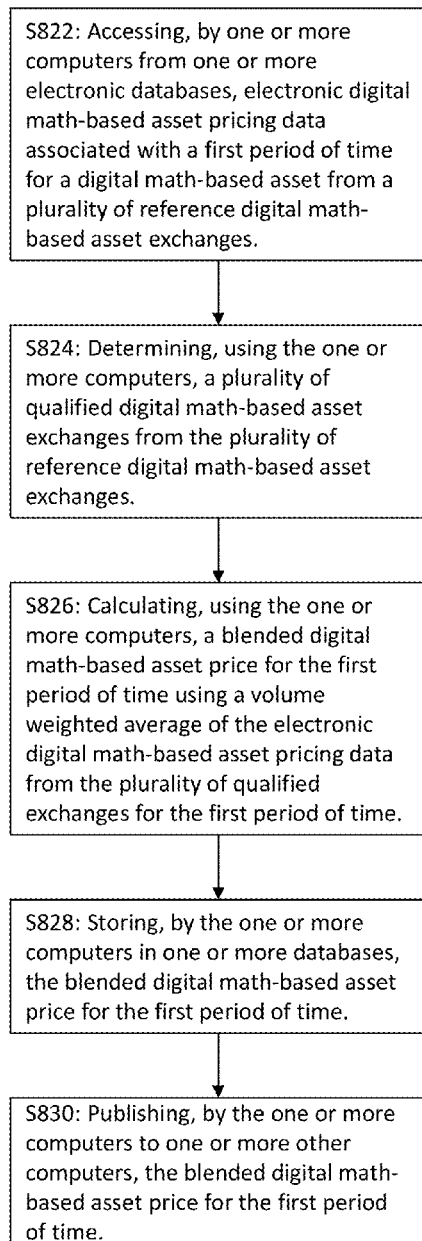 S822: Accessing, by one or more
computers from one or more
electronic databases, electronic digital
math-based asset pricing data
associated with a first period of time
for a digital math-based asset from a
plurality of reference digital math-
based asset exchanges.
S824: Determining, using the one or
more computers, a plurality of
qualified digital math-based asset
exchanges from the plurality of
reference digital math-based asset
exchanges.
S826: Calculating, using the one or
more computers, a blended digital
math-based asset price for the first
period of time using a volume
weighted average of the electronic
digital math-based asset pricing data
from the plurality of qualified
exchanges for the first period of time.
S828: Storing, by the one or more
computers in one or more databases,
the blended digital math-based asset
price for the first period of time.
S830: Publishing, by the one or more
computers to one or more other
computers, the blended digital math-
based asset price for the first period
of time.